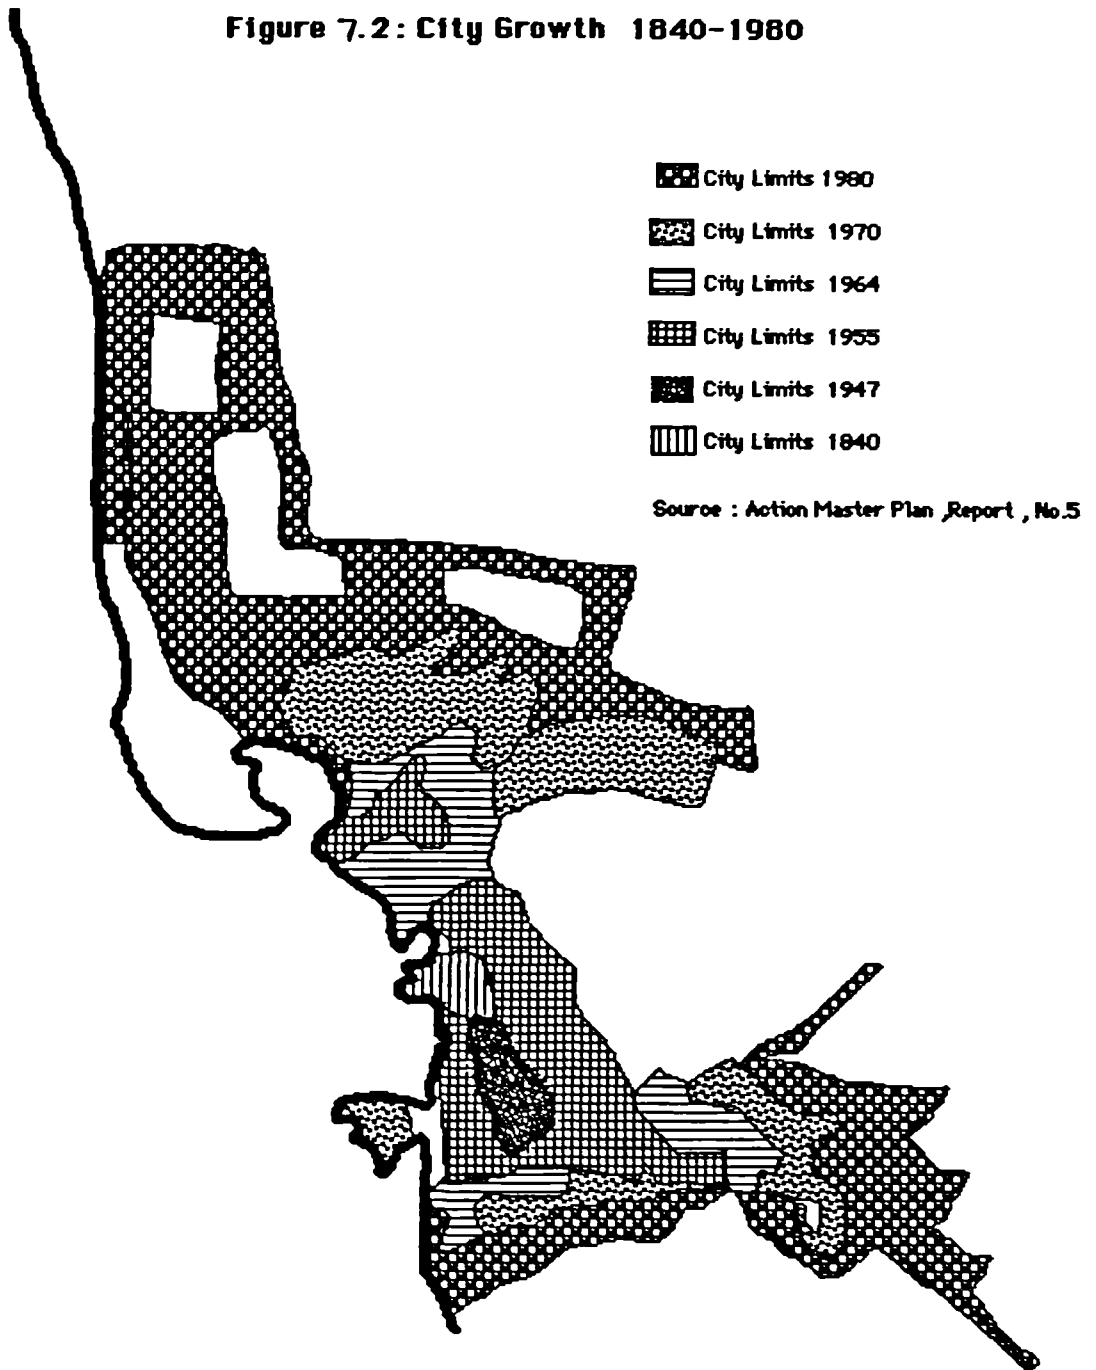 Figure 7.2: City Growth 1840-1980
City Limits 1980
City Limits 1970
City Limits 1964
City Limits 1955
City Limits 1947
City Limits 1840
Source : Action Master Plan ,Report , No.5